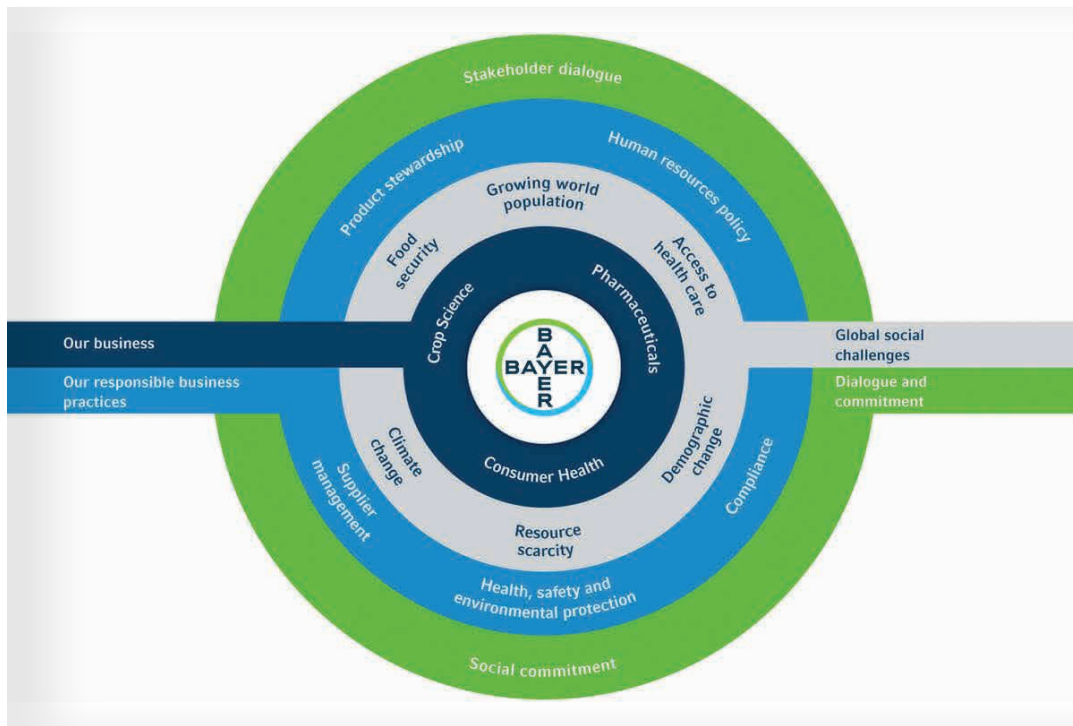 Stakeholder dialogue
Product stewardship
Human resources policy
Growing world
population
Food
security
Access to
health care
Crop Science
Pharmaceuticals
Our business
Our responsible business
practices
BAYER
BAYER
Global social
challenges
Dialogue and
commitment
Climate
change
Supplier
management
Consumer Health
Demographic
change
Compliance
Resource
scarcity
Health, safety and
environmental protection
Social commitment